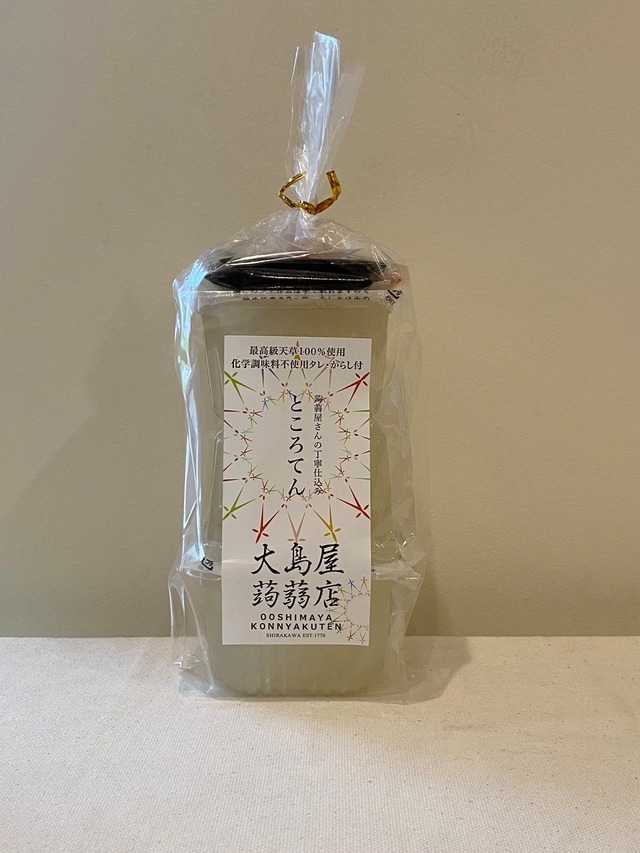 最高級天草100%使用
化学調味料不使用タレ・からし付
蒟蒻屋さんの丁寧仕込み
ところてん
大島屋
蒟蒻蒻店
OOSHIMAYA
KONNYAKUTEN
SHIRAKAWA EST.1770